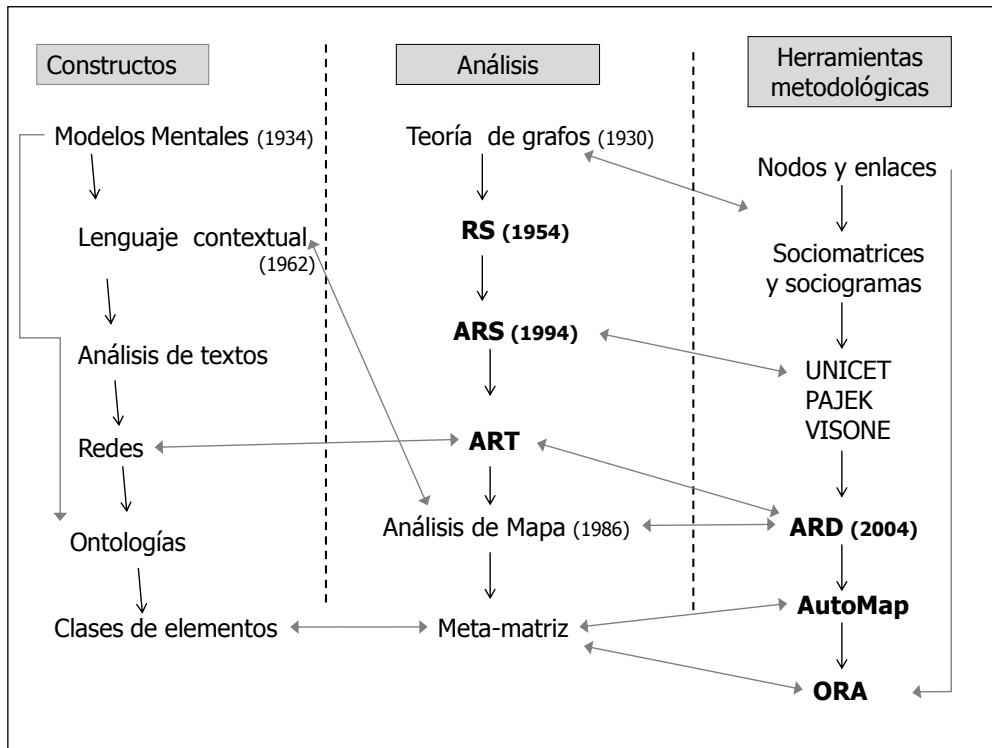 Constructos
Modelos Mentales (1934)
Lenguaje contextual
(1962)
Análisis de textos
Redes
Ontologías
Clases de elementos
Análisis
Teoría de grafos (1930)
RS (1954)
ARS (1994)
ART
Análisis de Mapa (1986)
Meta-matriz
Herramientas
metodológicas
Nodos y enlaces
Sociomatrices
y sociogramas
UNICET
PAJEK
VISONE
ARD (2004)
AutoMap
ORA